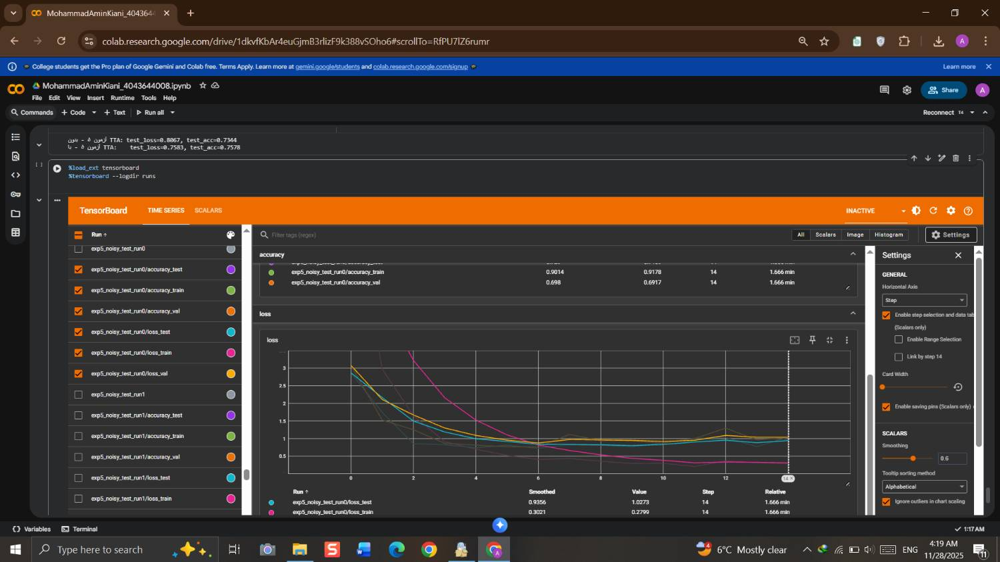 MohammadAminKiani_404364
colab.research.google.com/drive/1dkvfKbAr4euGjmB3rlizF9k388vSOho6#scrollTo=RfPU7lZ6rumr
A
College students get the Pro plan of Google Gemini and Colab free. Terms Apply. Learn more at gemini.google/students and colab.research.google.com/signup
Learn more
MohammadAminKiani_4043644008.ipynb
File Edit View Insert Runtime Tools Help
Share
A
Commands + Code + Text Run all
Reconnect T4
آزمون ۵ - بدون TTA: test_loss=0.8067, test_acc=0.7344
آزمون ۵ - با TTA: test_loss=0.7583, test_acc=0.7578
[ ]
%load_ext tensorboard
%tensorboard --logdir runs
TensorBoard TIME SERIES SCALARS INACTIVE
Run
exp5_noisy_test_run0
exp5_noisy_test_run0/accuracy_test
exp5_noisy_test_run0/accuracy_train
exp5_noisy_test_run0/accuracy_val
exp5_noisy_test_run0/loss_test
exp5_noisy_test_run0/loss_train
exp5_noisy_test_run0/loss_val
exp5_noisy_test_run1
exp5_noisy_test_run1/accuracy_test
exp5_noisy_test_run1/accuracy_train
exp5_noisy_test_run1/accuracy_val
exp5_noisy_test_run1/loss_test
exp5_noisy_test_run1/loss_train
Filter tags (regex)
All Scalars Image Histogram
Settings
accuracy
exp5_noisy_test_run0/accuracy_train 0.9014 0.9178 14 1.666 min
exp5_noisy_test_run0/accuracy_val 0.698 0.6917 14 1.666 min
loss
loss
3
2.5
2
1.5
1
0.5
0 2 4 6 8 10 12 14
Run Smoothed Value Step Relative
exp5_noisy_test_run0/loss_test 0.9356 1.0273 14 1.666 min
exp5_noisy_test_run0/loss_train 0.3021 0.2799 14 1.666 min
Settings
GENERAL
Horizontal Axis
Step
Enable step selection and data tab
(Scalars only)
Enable Range Selection
Link by step 14
Card Width
Enable saving pins (Scalars only)
SCALARS
Smoothing
0.6
Tooltip sorting method
Alphabetical
Ignore outliers in chart scaling
Variables Terminal
1:17 AM
Type here to search
6°C Mostly clear
ENG
4:19 AM
11/28/2025
11